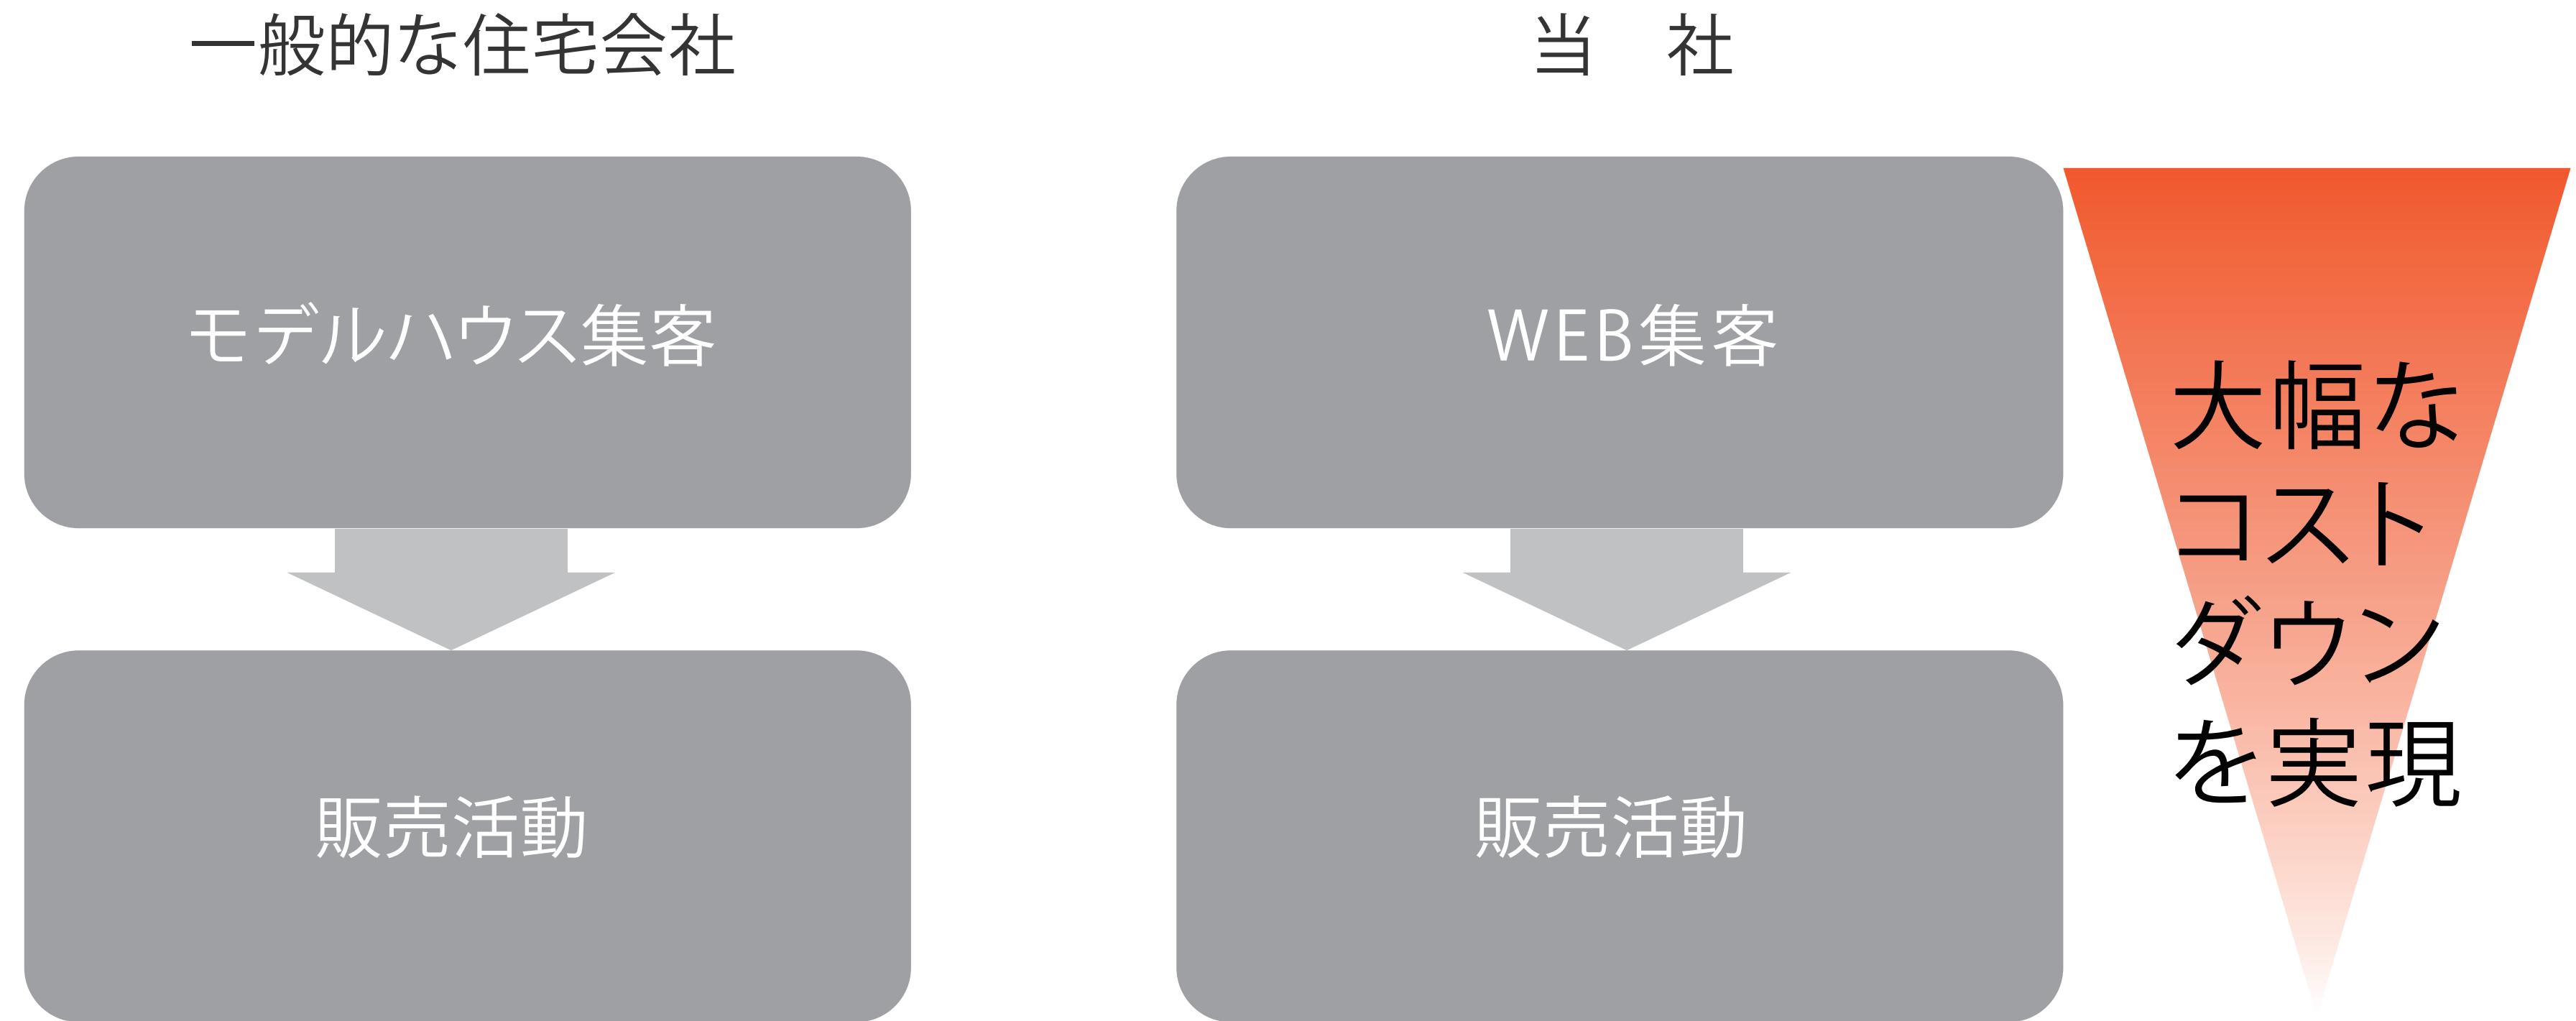 一般的な住宅会社
当　社
モデルハウス集客
WEB集客
販売活動
販売活動
大幅な
コスト
ダウン
を実現